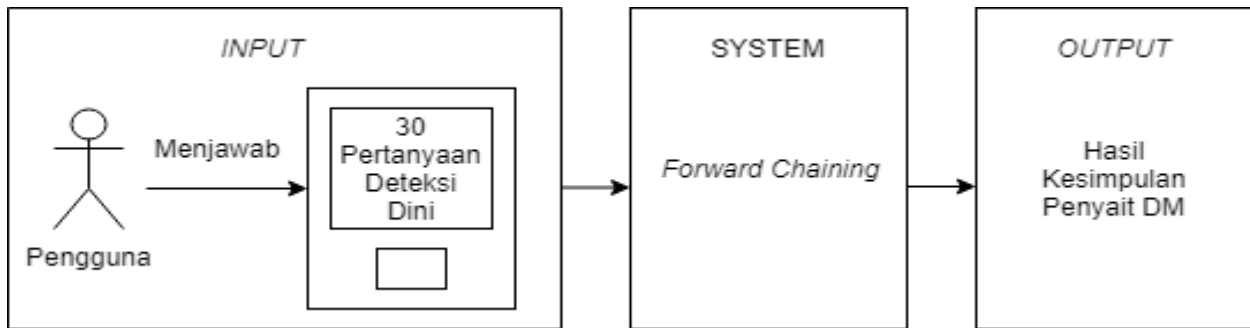 INPUT
Pengguna
Menjawab
30
Pertanyaan
Deteksi
Dini
SYSTEM
Forward Chaining
OUTPUT
Hasil
Kesimpulan
Penyait DM